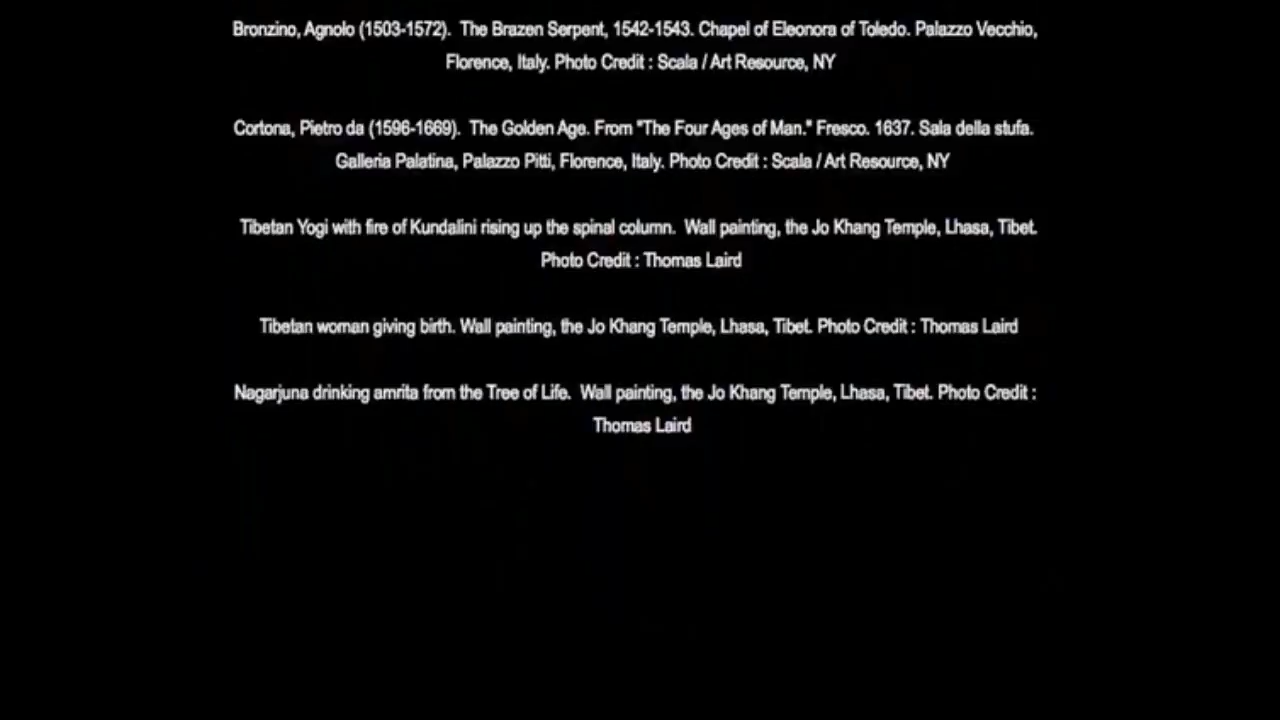 Bronzino, Agnolo (1503-1572).  The Brazen Serpent, 1542-1543. Chapel of Eleonora of Toledo. Palazzo Vecchio,
Florence, Italy. Photo Credit : Scala / Art Resource, NY
Cortona, Pietro da (1596-1669).  The Golden Age. From "The Four Ages of Man." Fresco. 1637. Sala della stufa.
Galleria Palatina, Palazzo Pitti, Florence, Italy. Photo Credit : Scala / Art Resource, NY
Tibetan Yogi with fire of Kundalini rising up the spinal column.  Wall painting, the Jo Khang Temple, Lhasa, Tibet.
Photo Credit : Thomas Laird
Tibetan woman giving birth. Wall painting, the Jo Khang Temple, Lhasa, Tibet. Photo Credit : Thomas Laird
Nagarjuna drinking amrita from the Tree of Life.  Wall painting, the Jo Khang Temple, Lhasa, Tibet. Photo Credit :
Thomas Laird